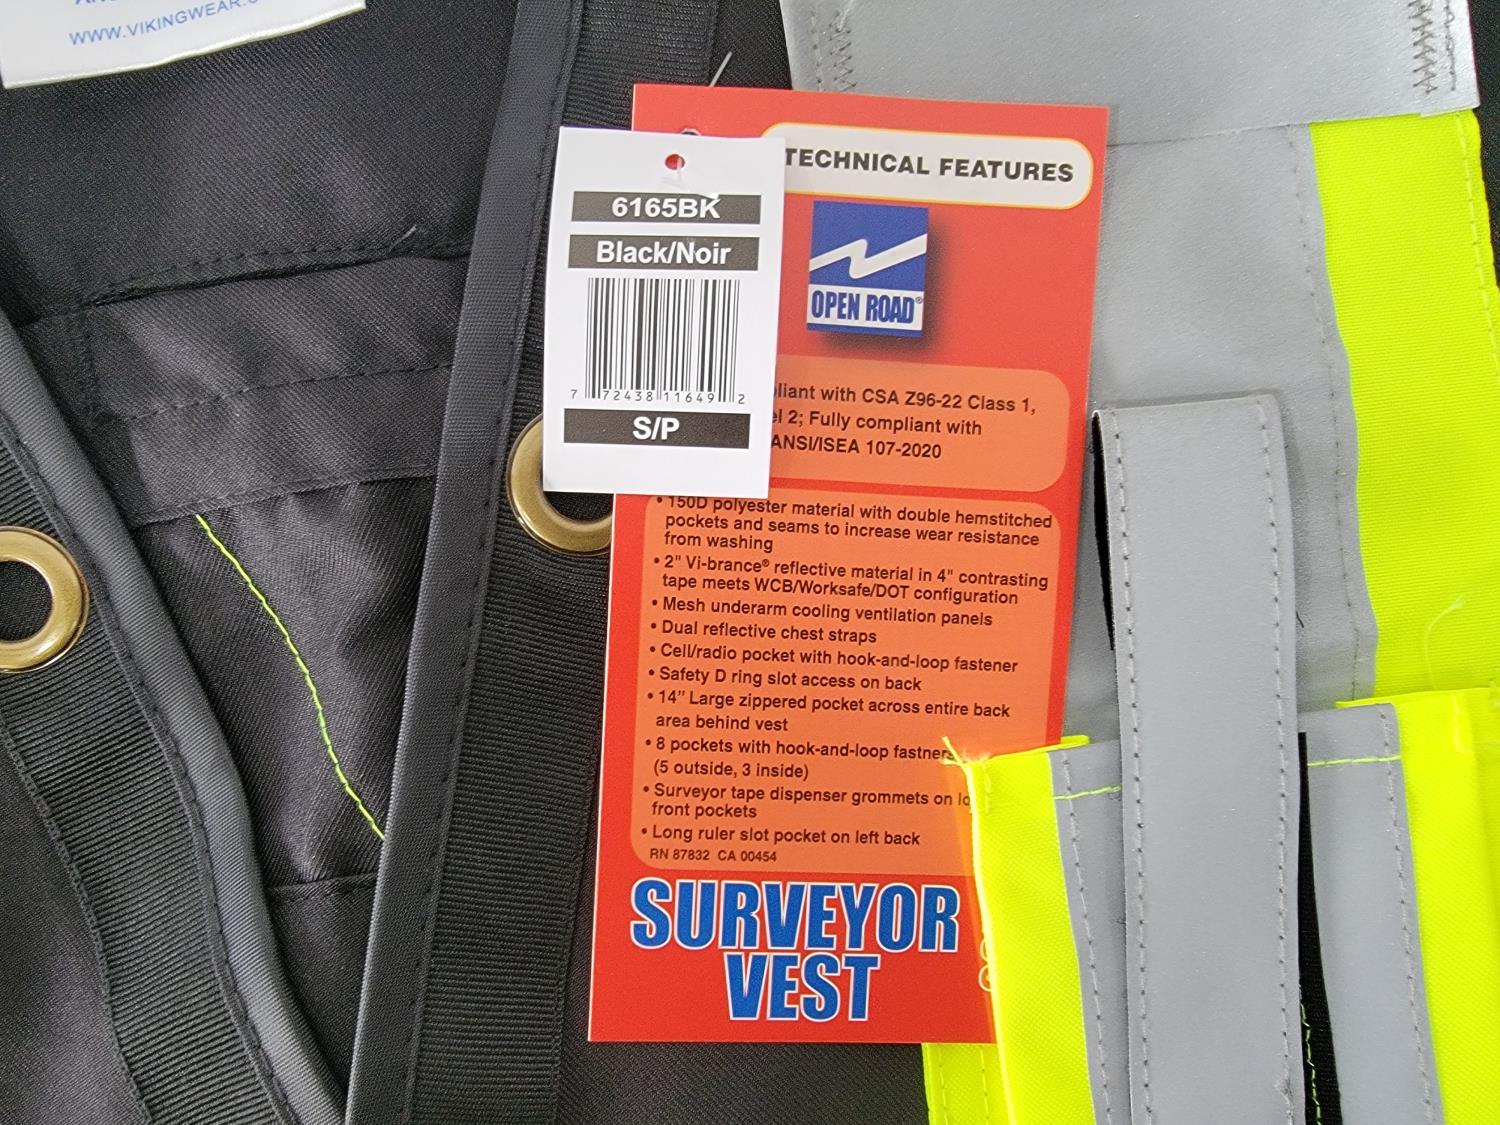 WWW.VIKINGWEAR.
6165BK
Black/Noir
7 72438 11649 2
S/P
TECHNICAL FEATURES
OPEN ROAD®
with CSA Z96-22 Class 1,
2; Fully compliant with
ANSI/ISEA 107-2020
• 150D polyester material with double hemstitched
pockets and seams to increase wear resistance
from washing
• 2" Vi-brance® reflective material in 4" contrasting
tape meets WCB/Worksafe/DOT configuration
• Mesh underarm cooling ventilation panels
• Dual reflective chest straps
• Cell/radio pocket with hook-and-loop fastener
• Safety D ring slot access on back
• 14" Large zippered pocket across entire back
area behind vest
• 8 pockets with hook-and-loop fastners
(5 outside, 3 inside)
• Surveyor tape dispenser grommets on
front pockets
• Long ruler slot pocket on left back
RN 87832 CA 00454
SURVEYOR
VEST